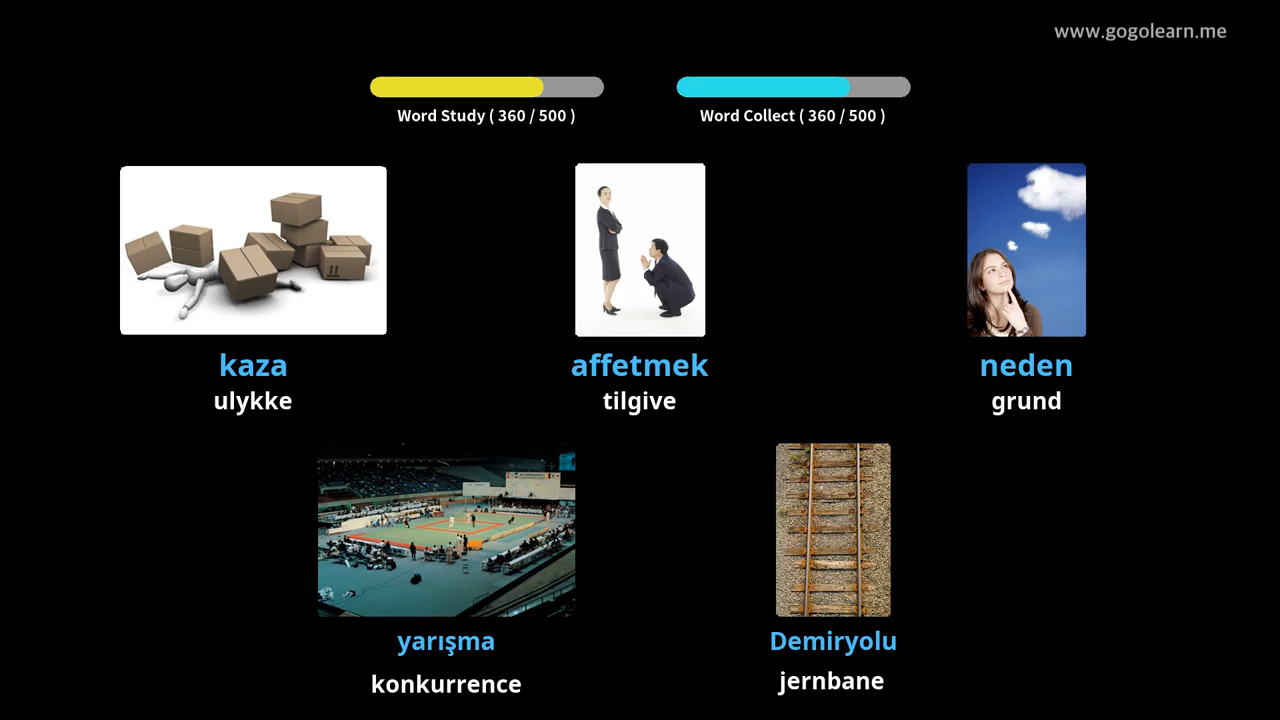 www.gogolearn.me
Word Study ( 360 / 500 )
Word Collect ( 360 / 500 )
kaza
ulykke
affetmek
tilgive
neden
grund
yarışma
konkurrence
Demiryolu
jernbane